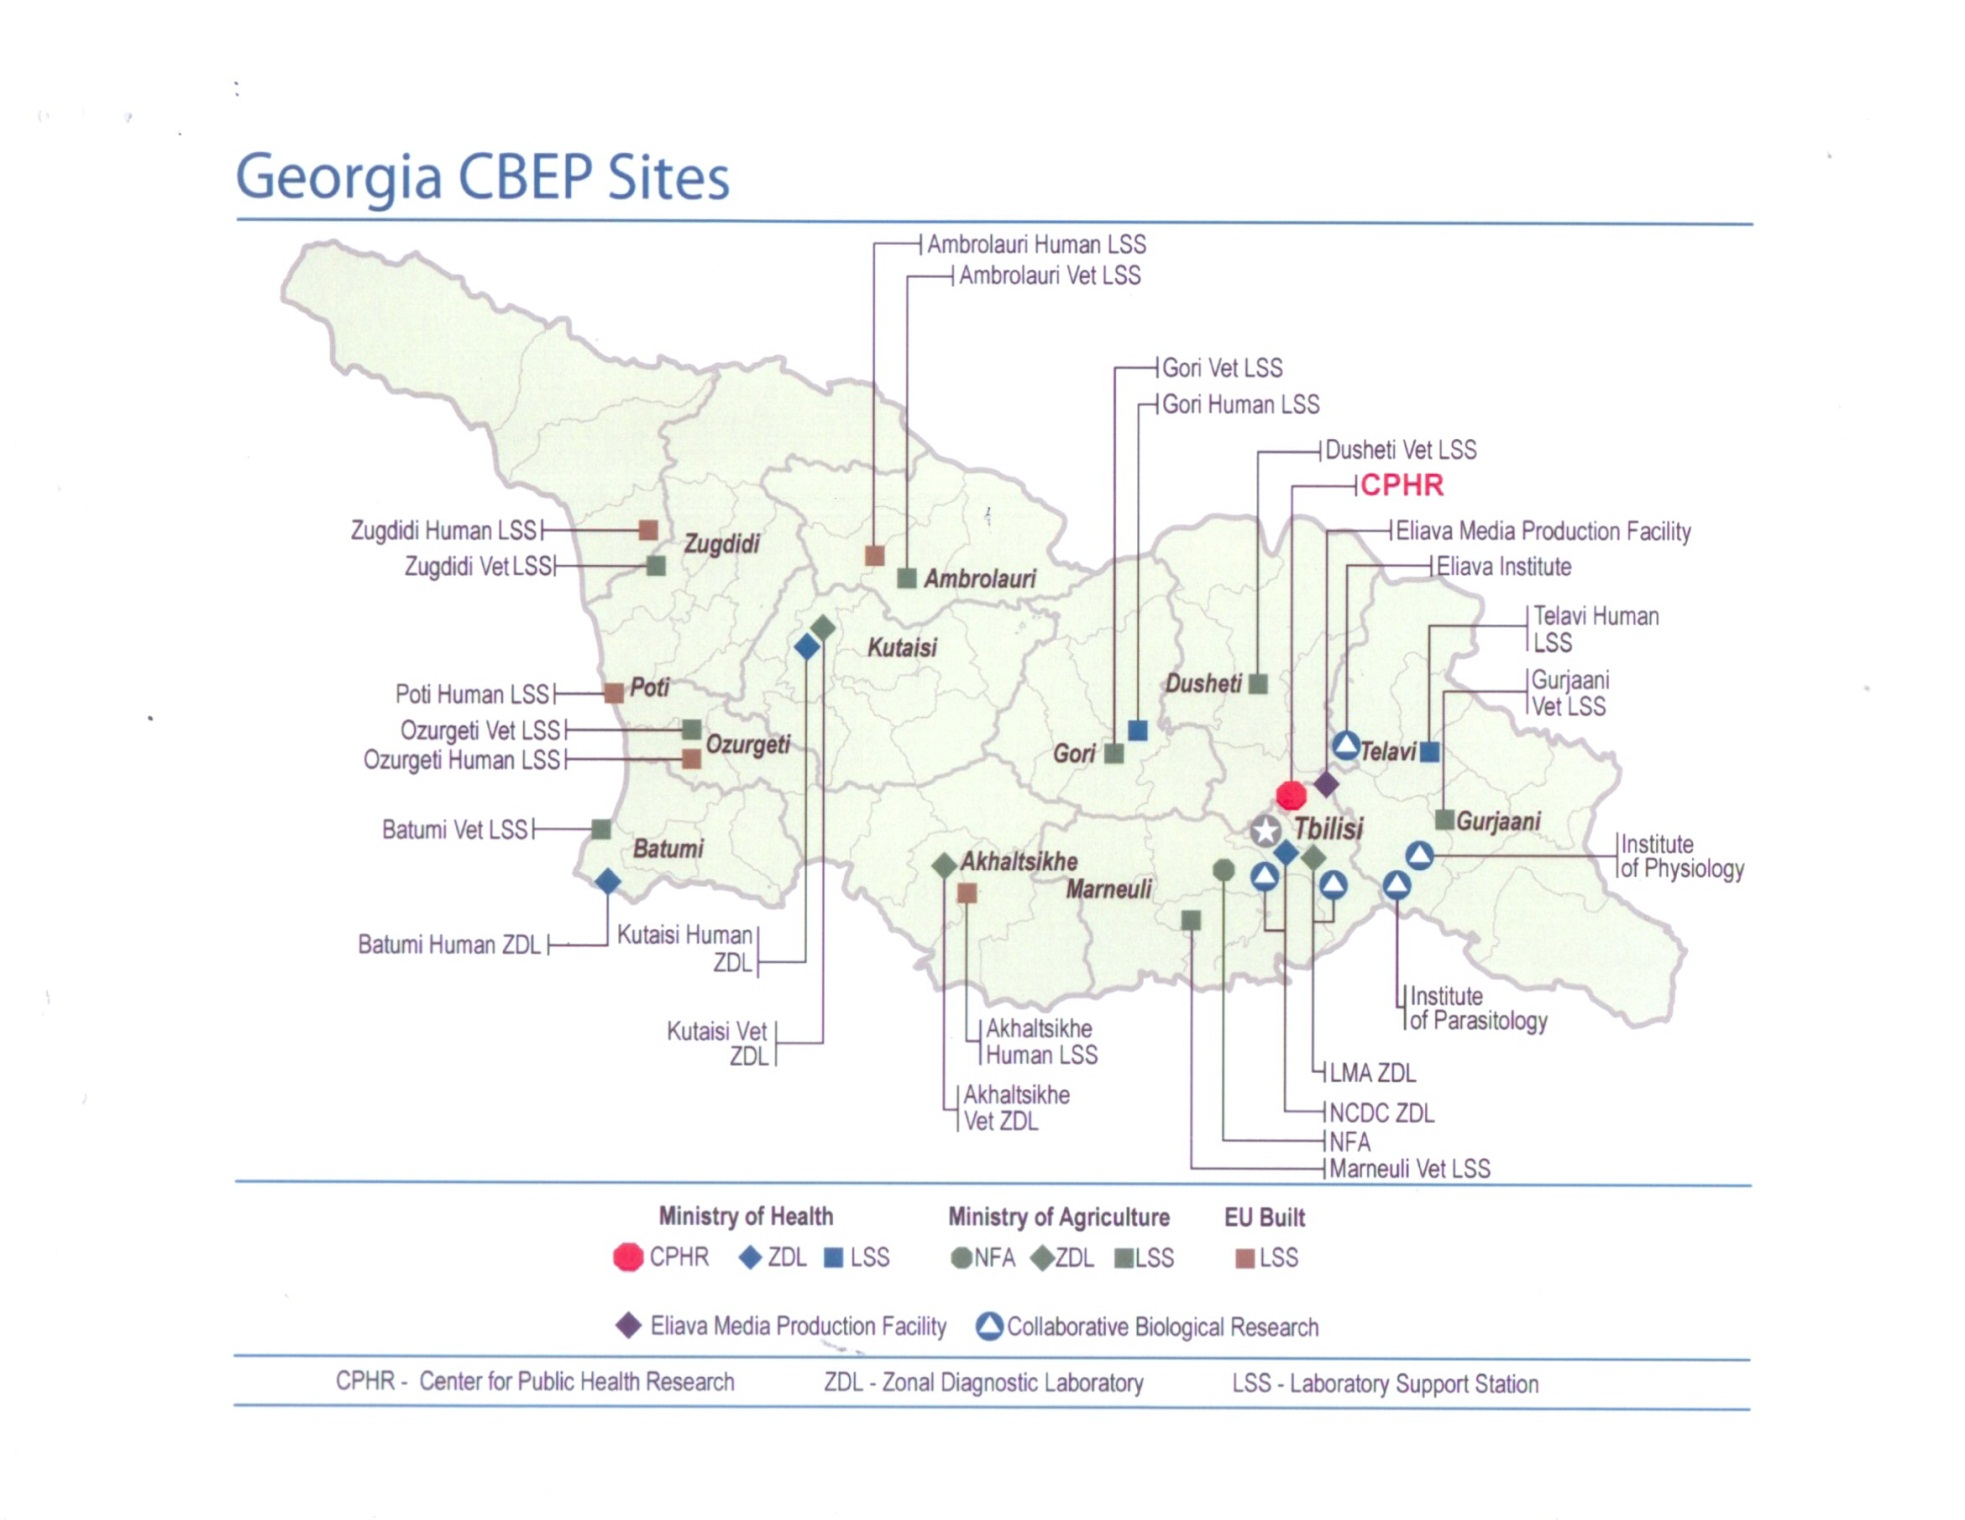 Georgia CBEP Sites
Ambrolauri Human LSS
Ambrolauri Vet LSS
Gori Vet LSS
Gori Human LSS
Dusheti Vet LSS
CPHR
Eliava Media Production Facility
Eliava Institute
Telavi Human
LSS
Gurjaani
Vet LSS
Zugdidi Human LSS
Zugdidi Vet LSS
Zugdidi
Ambrolauri
Kutaisi
Poti Human LSS
Poti
Dusheti
Ozurgeti Vet LSS
Ozurgeti Human LSS
Ozurgeti
Gori
Telavi
Batumi Vet LSS
Batumi
Tbilisi
Gurjaani
Institute
of Physiology
Akhaltsikhe
Marneuli
Batumi Human ZDL
Kutaisi Human
ZDL
Kutaisi Vet
ZDL
Akhaltsikhe
Human LSS
Akhaltsikhe
Vet ZDL
Institute
of Parasitology
LMA ZDL
NCDC ZDL
NFA
Marneuli Vet LSS
Ministry of Health
Ministry of Agriculture
EU Built
CPHR ZDL LSS
NFA ZDL LSS
LSS
Eliava Media Production Facility
Collaborative Biological Research
CPHR - Center for Public Health Research
ZDL - Zonal Diagnostic Laboratory
LSS - Laboratory Support Station